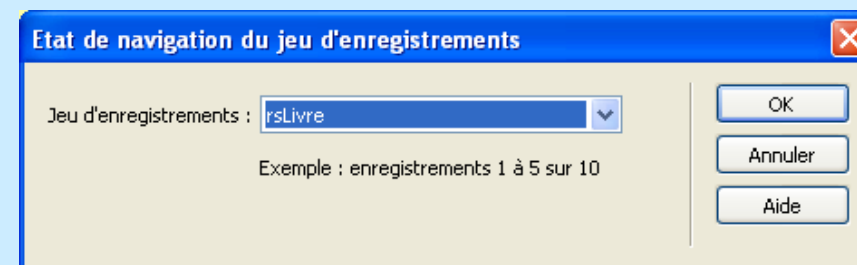 Etat de navigation du jeu d'enregistrements
Jeu d'enregistrements : rsLivre
Exemple : enregistrements 1 à 5 sur 10
OK
Annuler
Aide